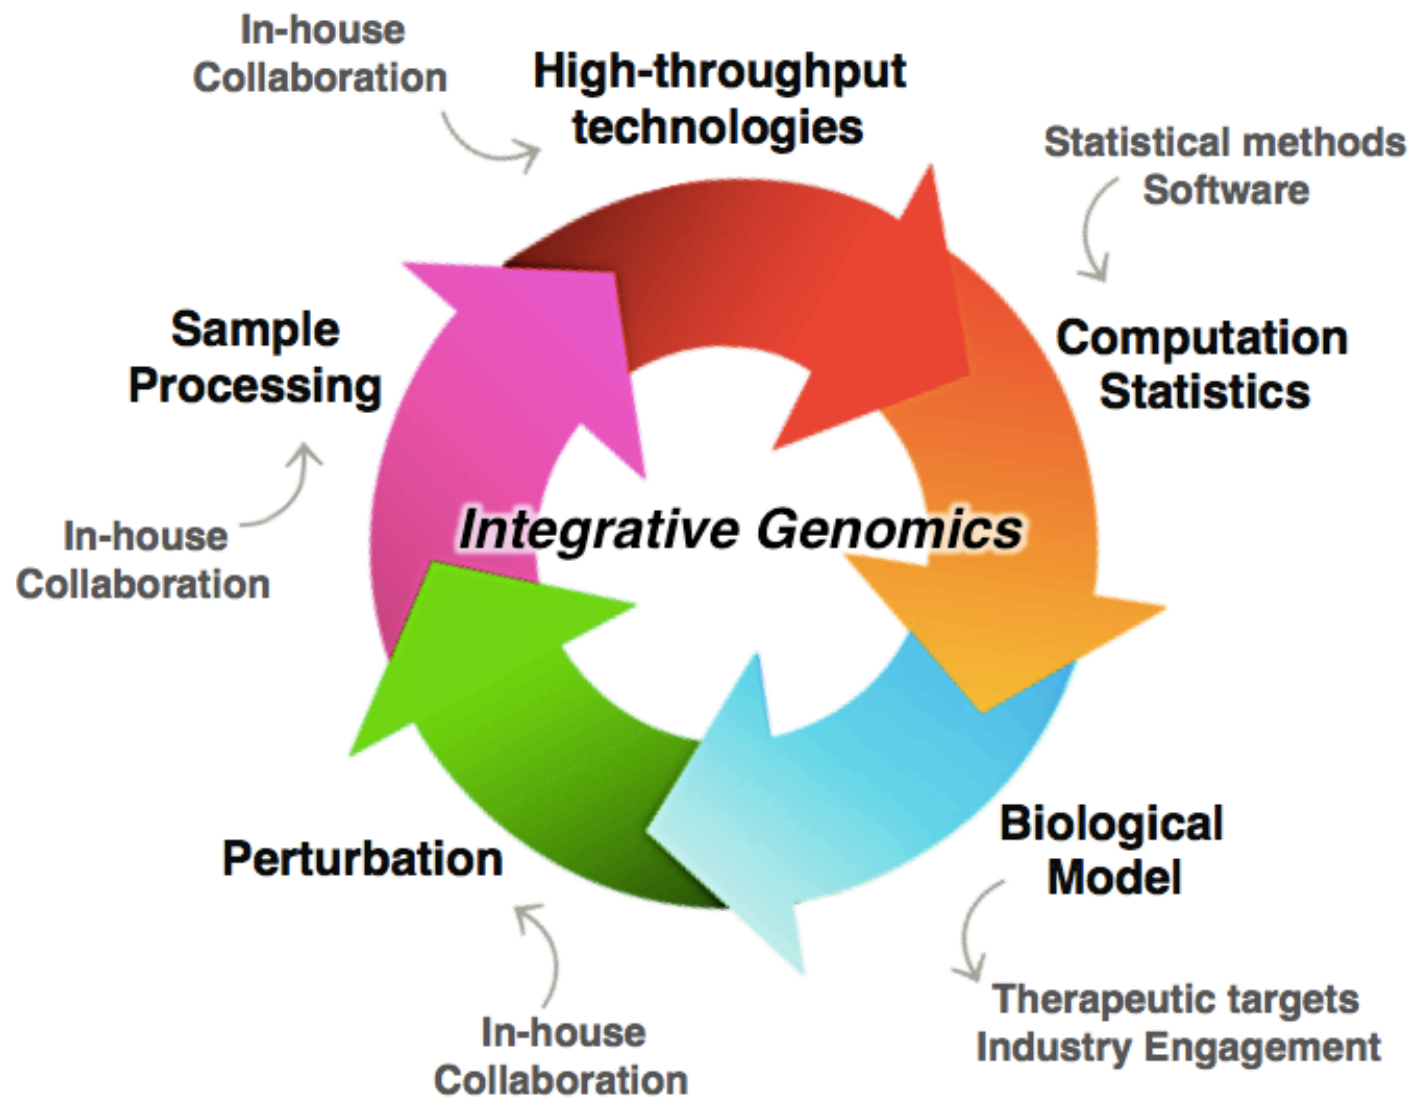 In-house
Collaboration
High-throughput
technologies
Statistical methods
Software
Computation
Statistics
Sample
Processing
In-house
Collaboration
Integrative Genomics
Biological
Model
Therapeutic targets
Industry Engagement
Perturbation
In-house
Collaboration